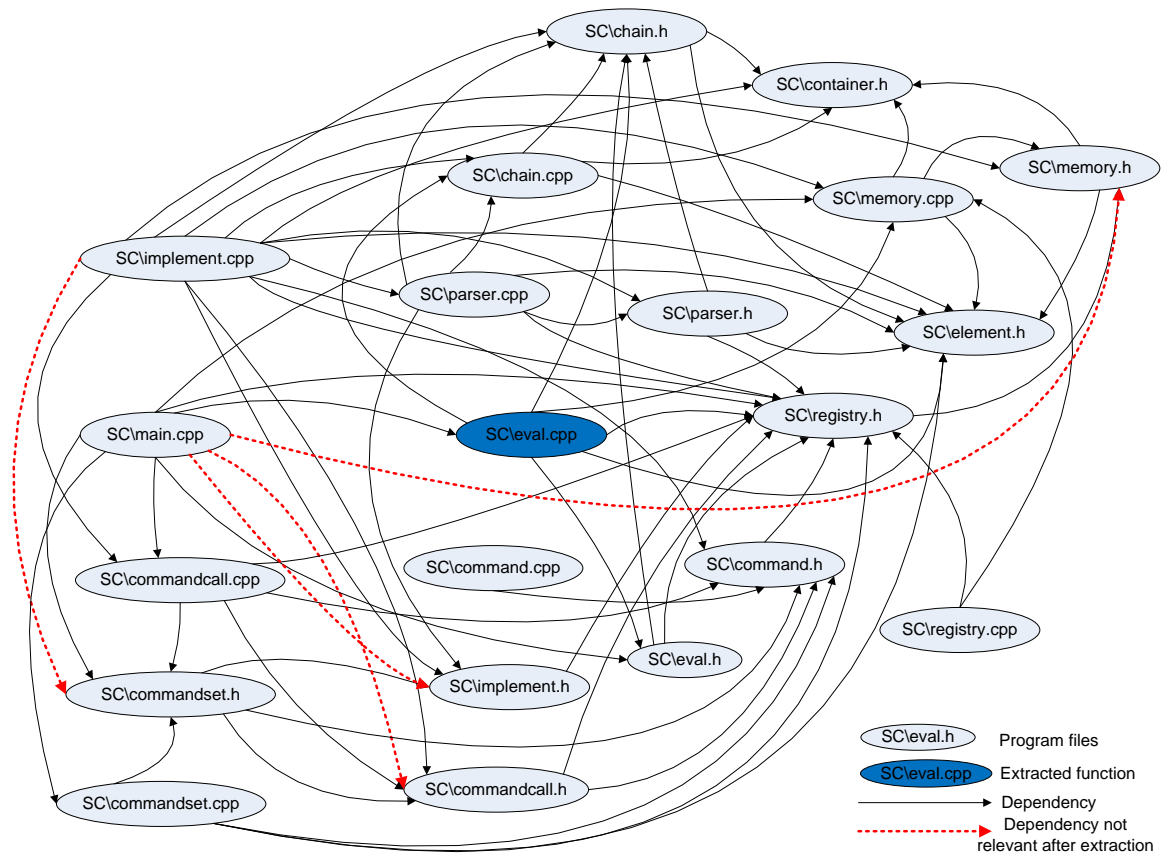 SC\chain.h
SC\container.h
SC\chain.cpp
SC\memory.h
SC\memory.cpp
SC\implement.cpp
SC\parser.cpp
SC\parser.h
SC\element.h
SC\main.cpp
SC\eval.cpp
SC\registry.h
SC\commandcall.cpp
SC\command.cpp
SC\command.h
SC\registry.cpp
SC\eval.h
SC\commandset.h
SC\implement.h
SC\commandset.cpp
SC\commandcall.h
SC\eval.h Program files
SC\eval.cpp Extracted function
Dependency
Dependency not
relevant after extraction